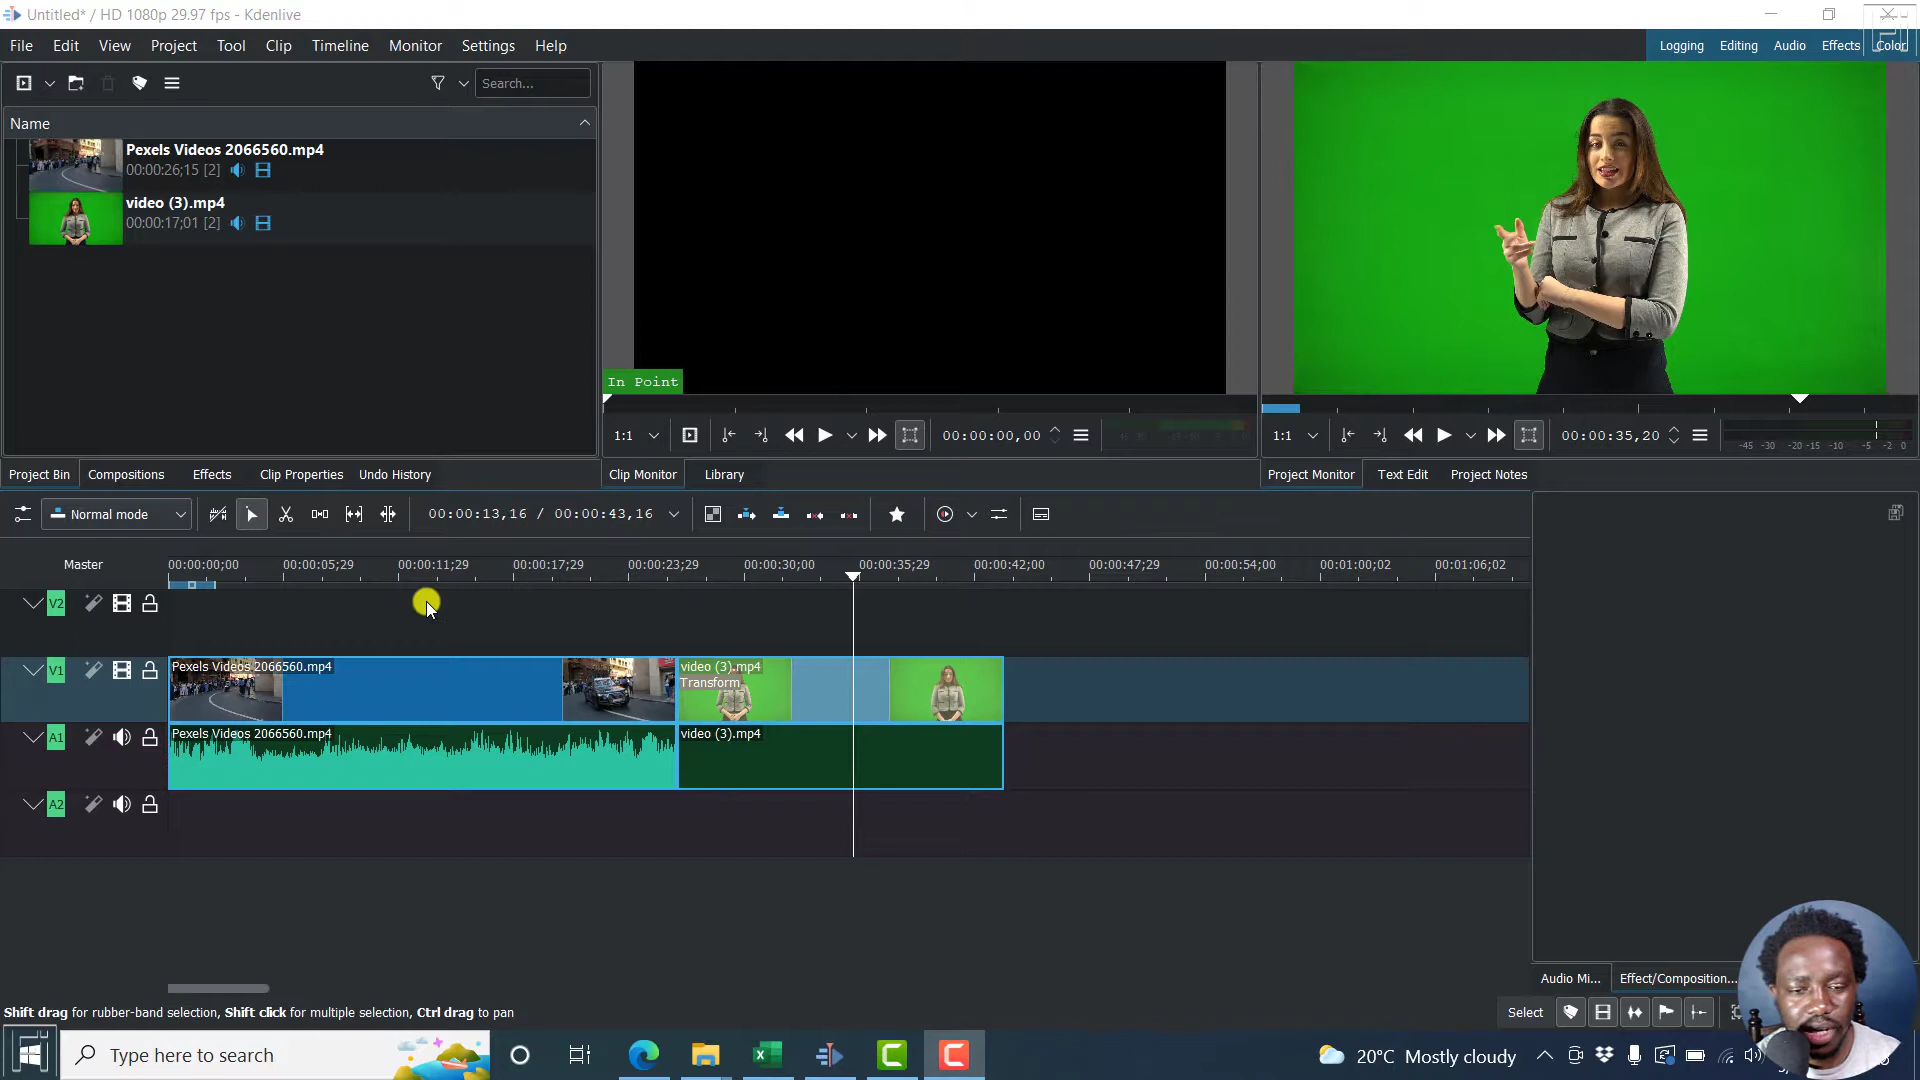 Untitled* / HD 1080p 29.97 fps - Kdenlive
File Edit View Project Tool Clip Timeline Monitor Settings Help
Logging Editing Audio Effects Color
Search...
Name
Pexels Videos 2066560.mp4
00:00:26;15 [2]
video (3).mp4
00:00:17;01 [2]
In Point
1:1 00:00:00,00
1:1 00:00:35,20
-45 -30 -20 -15 -10 -5 -2 0
Project Bin Compositions Effects Clip Properties Undo History
Clip Monitor Library
Project Monitor Text Edit Project Notes
Normal mode 00:00:13,16 / 00:00:43,16
Master
00:00:00;00 00:00:05;29 00:00:11;29 00:00:17;29 00:00:23;29 00:00:30;00 00:00:35;29 00:00:42;00 00:00:47;29 00:00:54;00 00:01:00;02 00:01:06;02
V2
V1
Pexels Videos 2066560.mp4
video (3).mp4
Transform
A1
Pexels Videos 2066560.mp4
video (3).mp4
A2
Audio Mi... Effect/Composition...
Shift drag for rubber-band selection, Shift click for multiple selection, Ctrl drag to pan
Select
Type here to search
20°C Mostly cloudy